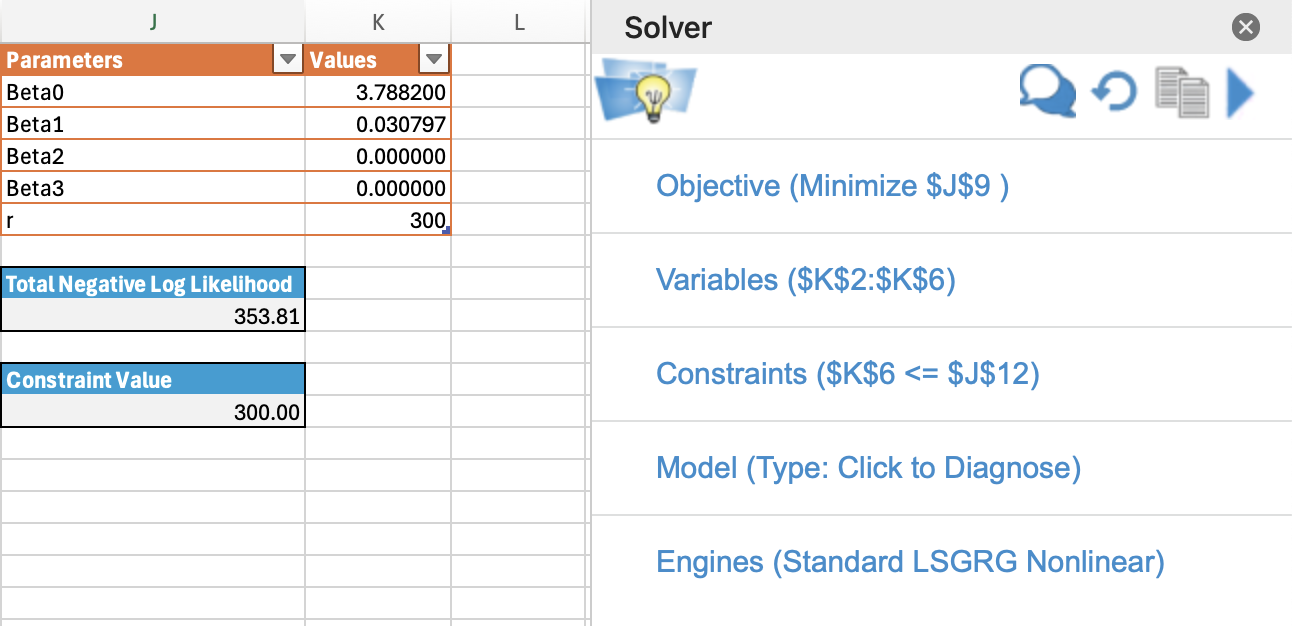 J K L
Parameters Values
Beta0 3.788200
Beta1 0.030797
Beta2 0.000000
Beta3 0.000000
r 300
Total Negative Log Likelihood
353.81
Constraint Value
300.00
Solver
Objective (Minimize $J$9 )
Variables ($K$2:$K$6)
Constraints ($K$6 <= $J$12)
Model (Type: Click to Diagnose)
Engines (Standard LSGRG Nonlinear)